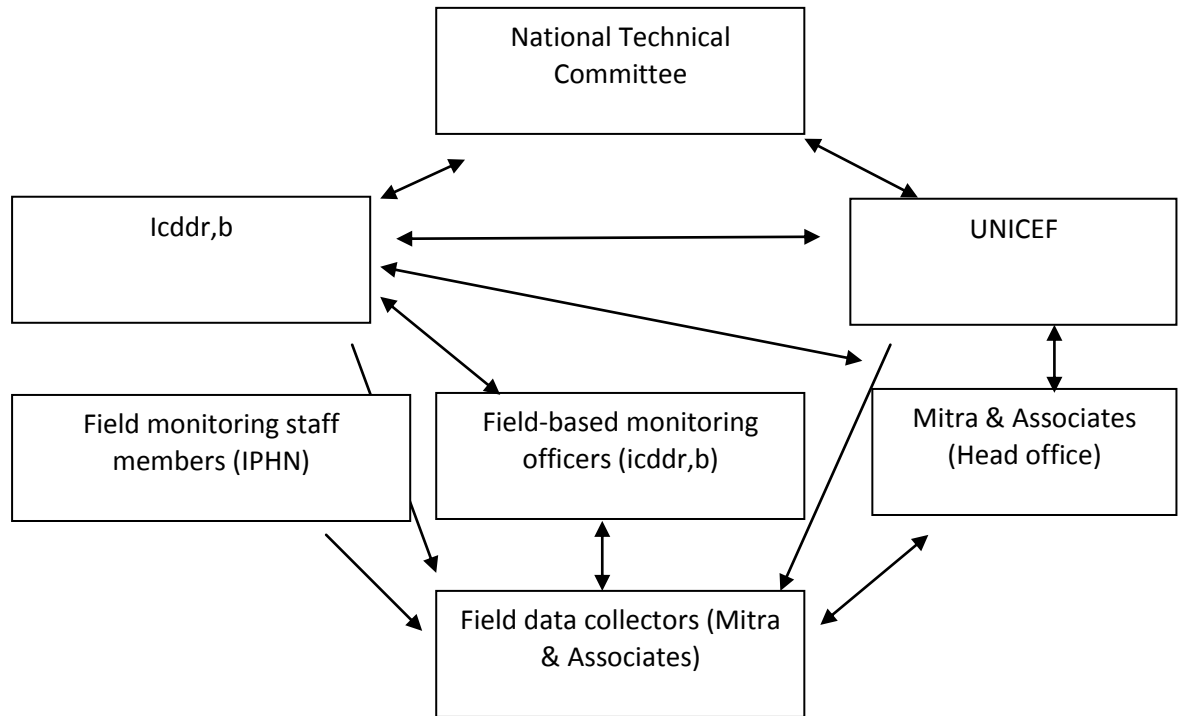 National Technical
Committee
Icddr,b
UNICEF
Field monitoring staff
members (IPHN)
Field-based monitoring
officers (icddr,b)
Mitra & Associates
(Head office)
Field data collectors (Mitra
& Associates)